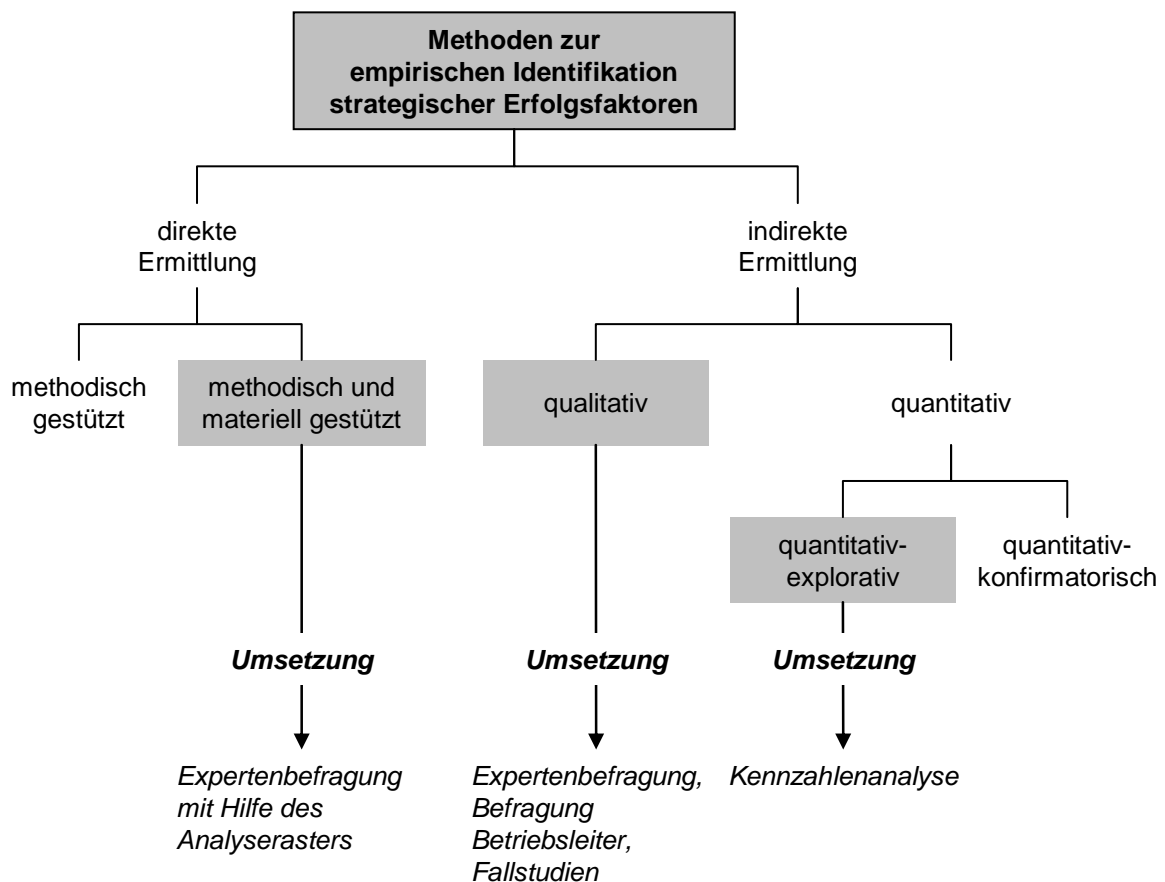 Methoden zur
empirischen Identifikation
strategischer Erfolgsfaktoren
direkte
Ermittlung
indirekte
Ermittlung
methodisch
gestützt
methodisch und
materiell gestützt
qualitativ
quantitativ
quantitativ-
explorativ
quantitativ-
konfirmatorisch
Umsetzung
Umsetzung
Umsetzung
Expertenbefragung
mit Hilfe des
Analyserasters
Expertenbefragung,
Befragung
Betriebsleiter,
Fallstudien
Kennzahlenanalyse